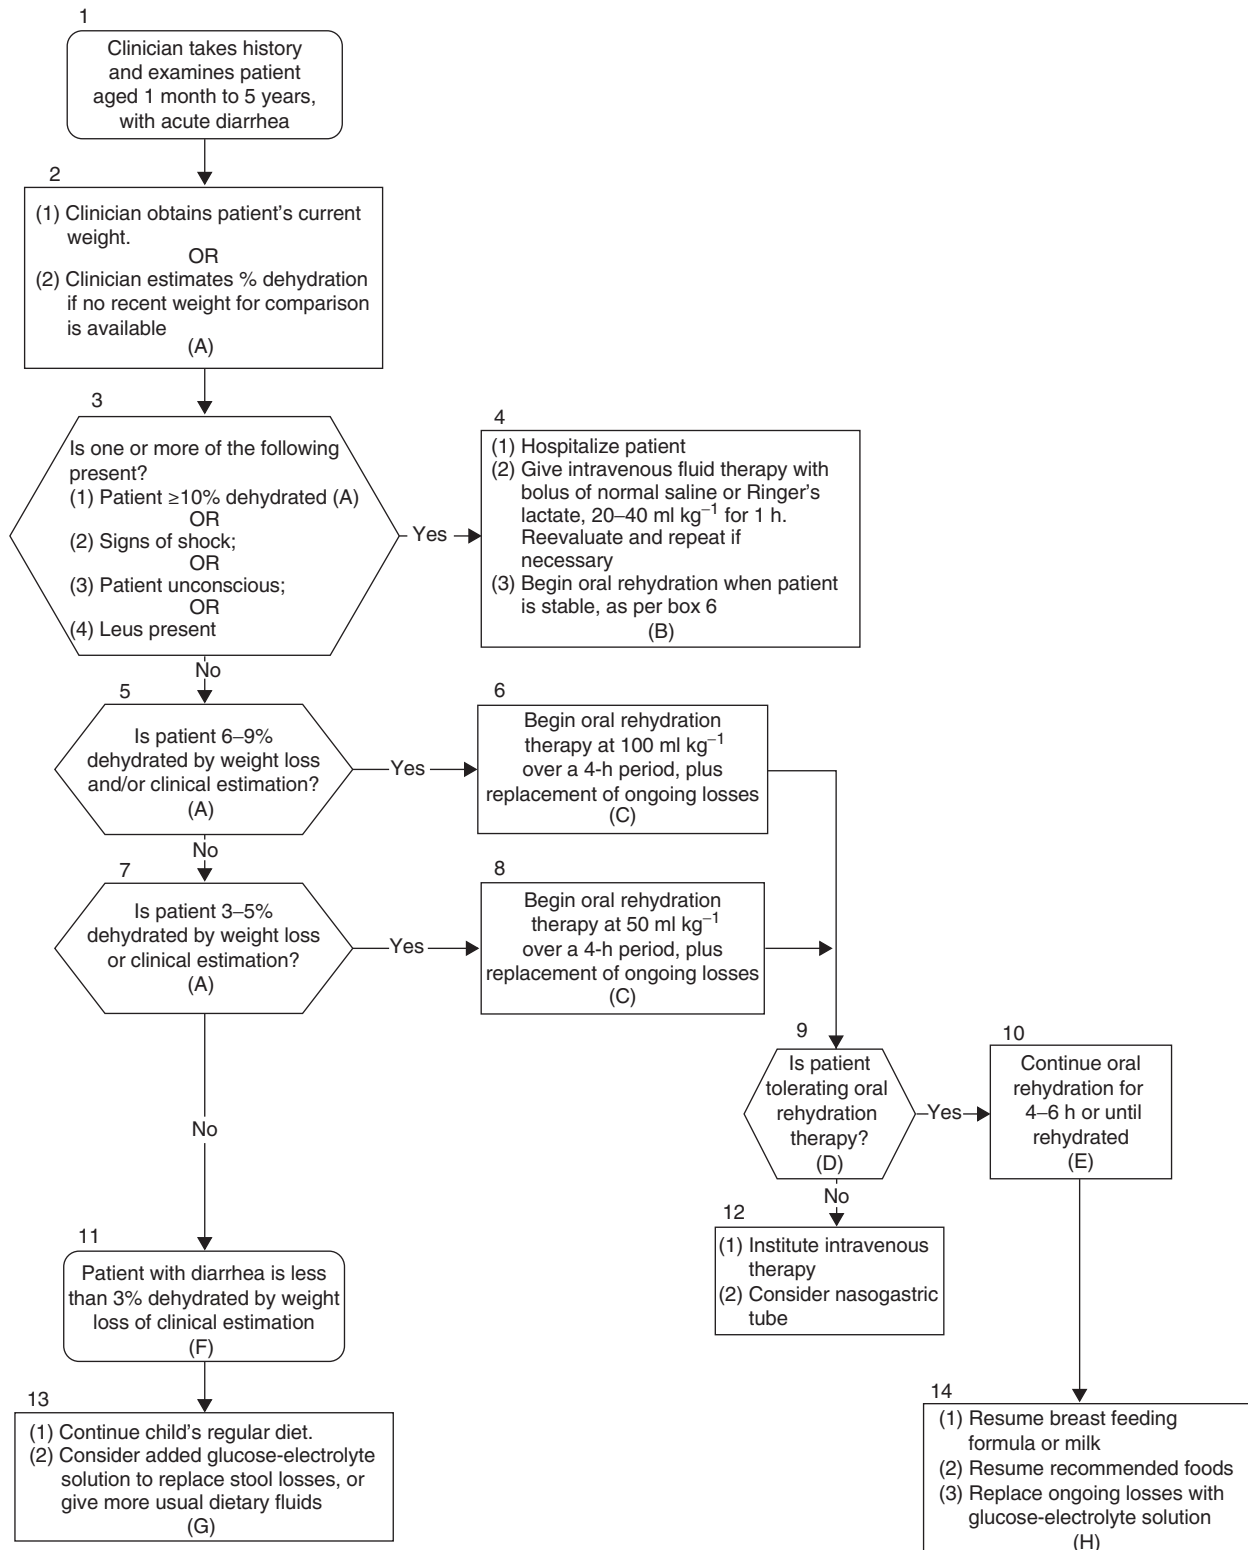 1
Clinician takes history
and examines patient
aged 1 month to 5 years,
with acute diarrhea
2
(1) Clinician obtains patient's current
weight.
OR
(2) Clinician estimates % dehydration
if no recent weight for comparison
is available
(A)
3
Is one or more of the following
present?
(1) Patient ≥10% dehydrated (A)
OR
(2) Signs of shock;
OR
(3) Patient unconscious;
OR
(4) Leus present
Yes
4
(1) Hospitalize patient
(2) Give intravenous fluid therapy with
bolus of normal saline or Ringer's
lactate, 20–40 ml kg⁻¹ for 1 h.
Reevaluate and repeat if
necessary
(3) Begin oral rehydration when patient
is stable, as per box 6
(B)
No
5
Is patient 6–9%
dehydrated by weight loss
and/or clinical estimation?
(A)
Yes
6
Begin oral rehydration
therapy at 100 ml kg⁻¹
over a 4-h period, plus
replacement of ongoing losses
(C)
No
7
Is patient 3–5%
dehydrated by weight loss
or clinical estimation?
(A)
Yes
8
Begin oral rehydration
therapy at 50 ml kg⁻¹
over a 4-h period, plus
replacement of ongoing losses
(C)
9
Is patient
tolerating oral
rehydration
therapy?
(D)
Yes
10
Continue oral
rehydration for
4–6 h or until
rehydrated
(E)
No
No
12
(1) Institute intravenous
therapy
(2) Consider nasogastric
tube
11
Patient with diarrhea is less
than 3% dehydrated by weight
loss of clinical estimation
(F)
13
(1) Continue child's regular diet.
(2) Consider added glucose-electrolyte
solution to replace stool losses, or
give more usual dietary fluids
(G)
14
(1) Resume breast feeding
formula or milk
(2) Resume recommended foods
(3) Replace ongoing losses with
glucose-electrolyte solution
(H)